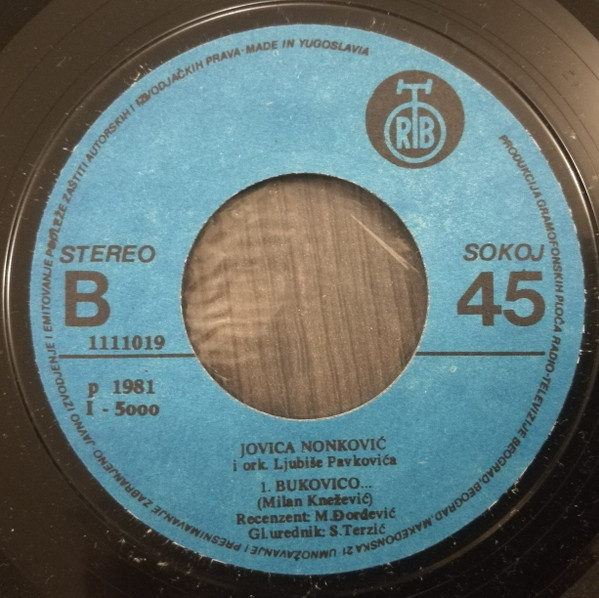 PRODUKCIJA GRAMOFONSKIH PLOČA RADIO-TELEVIZIJE BEOGRAD, BEOGRAD, MAKEDONSKA 21 UMNOŽAVANJE I PRESNIMAVANJE ZABRANJENO. JAVNO IZVODJENJE I EMITOVANJE PODLEŽE ZAŠTITI AUTORSKIH I IZVODJAČKIH PRAVA-MADE IN YUGOSLAVIA
RTB
STEREO
SOKOJ
B
45
1111019
p 1981
I - 5000
JOVICA NONKOVIĆ
i ork. Ljubiše Pavkovića
1. BUKOVICO...
(Milan Knežević)
Recenzent: M.Đorđević
Gl.urednik: S.Terzić